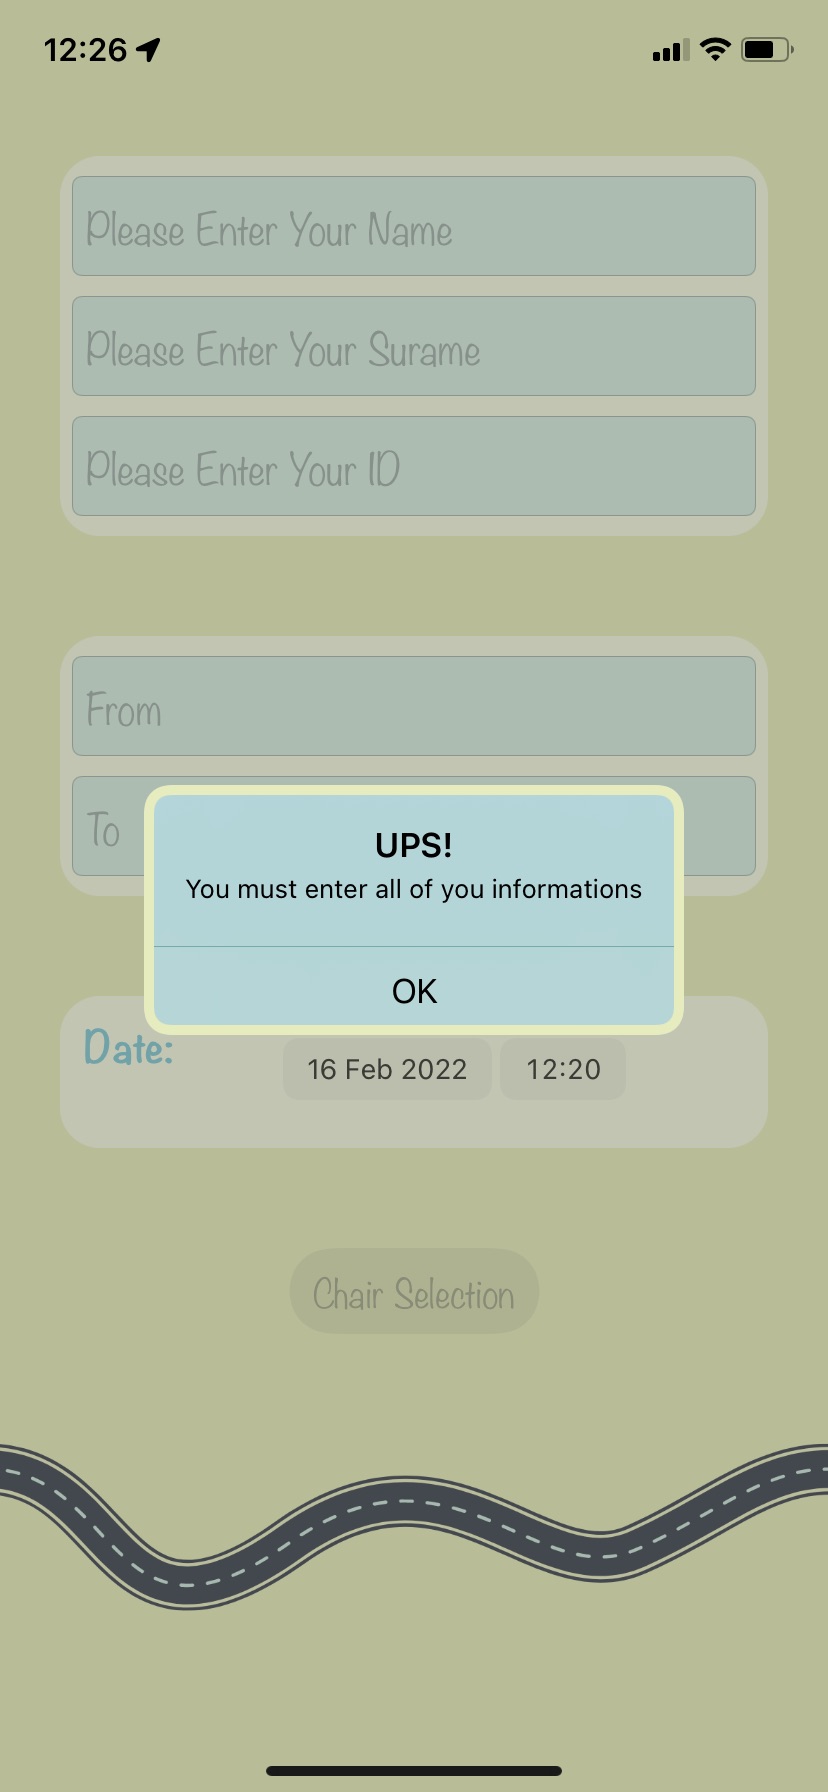 12:26
Please Enter Your Name
Please Enter Your Surame
Please Enter Your ID
From
To
UPS!
You must enter all of you informations
OK
Date:
16 Feb 2022 12:20
Chair Selection